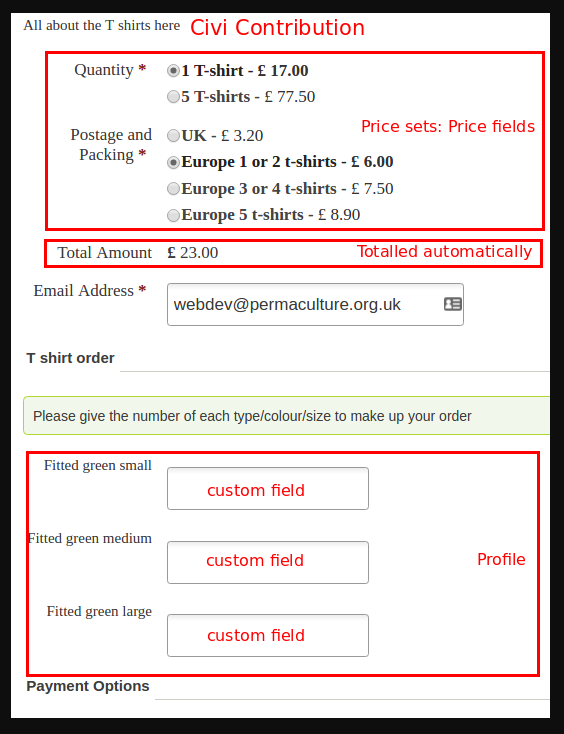 All about the T shirts here Civi Contribution
Quantity * 1 T-shirt - £ 17.00
5 T-shirts - £ 77.50
Price sets: Price fields
Postage and
Packing *
UK - £ 3.20
Europe 1 or 2 t-shirts - £ 6.00
Europe 3 or 4 t-shirts - £ 7.50
Europe 5 t-shirts - £ 8.90
Total Amount £ 23.00 Totalled automatically
Email Address *
webdev@permaculture.org.uk
T shirt order
Please give the number of each type/colour/size to make up your order
Fitted green small
custom field
Fitted green medium
custom field
Profile
Fitted green large
custom field
Payment Options